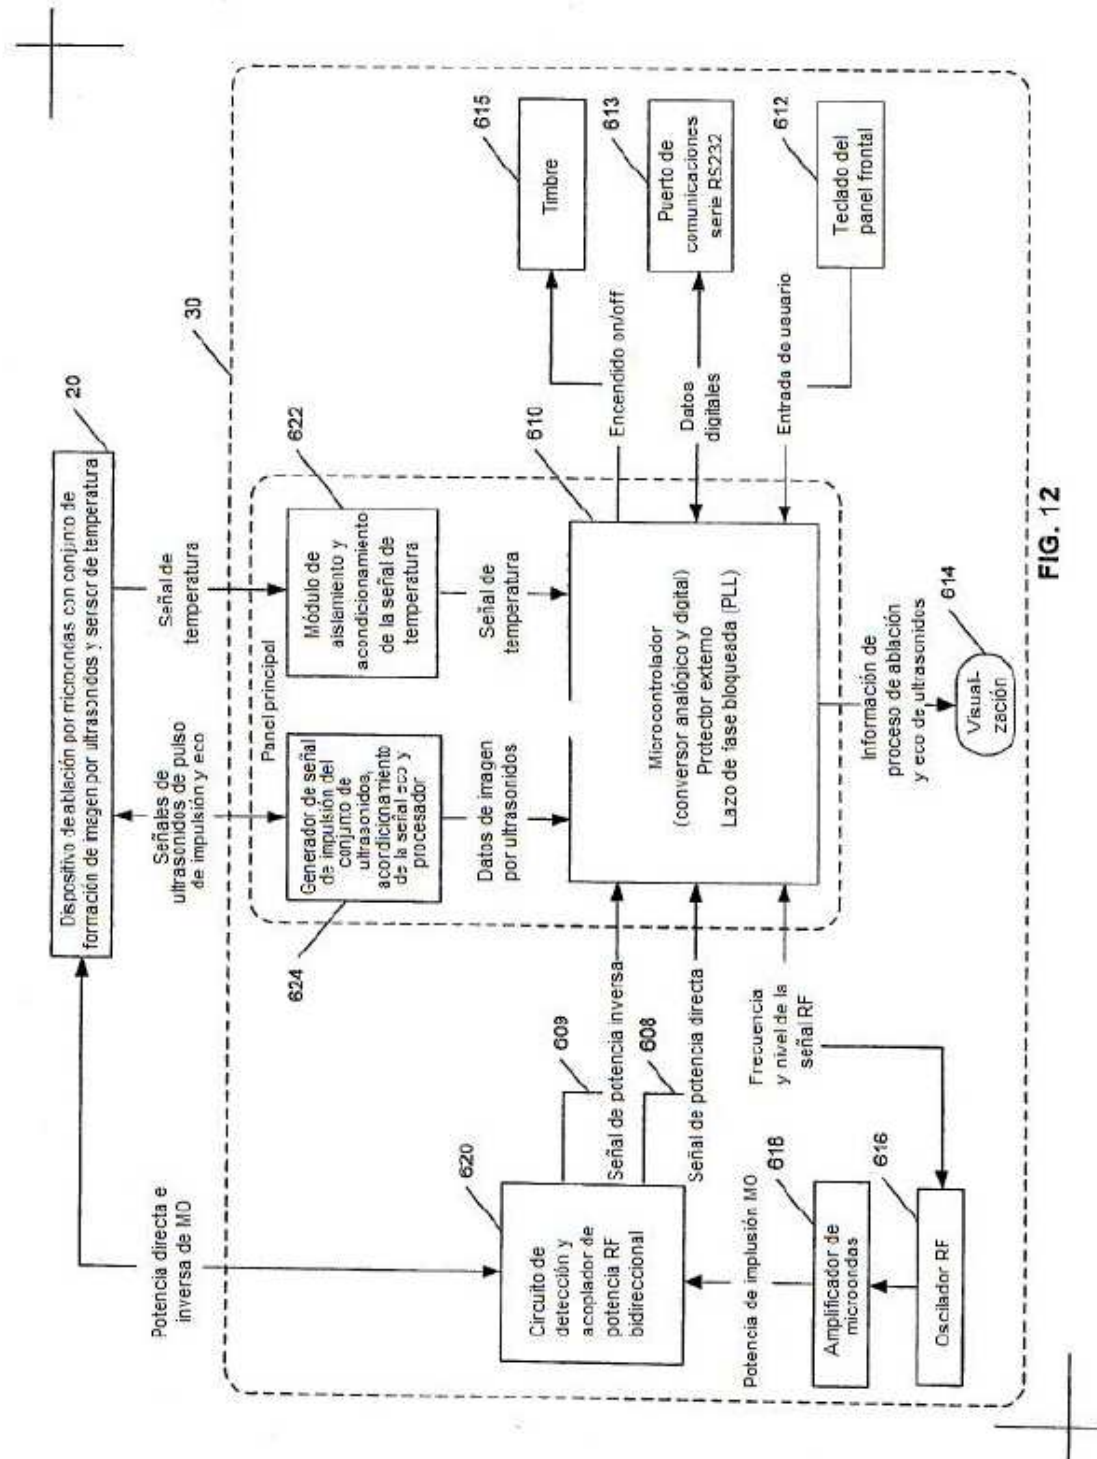 Dispositivo de ablación por microondas con conjunto de
formación de imagen por ultrasondos y sensor de temperatura
20
30
Potencia directa e
inversa de MO
Señales de
ultrasonidos de pulso
de impulsión y eco
Señal de
temperatura
Panel principal
624
Generador de señal
de impulsión del
conjunto de
ultrasonidos,
acondicionamiento
de la señal eco y
procesador
622
Módulo de
aislamiento y
acondicionamiento
de la señal de
temperatura
Datos de imagen
por ultrasonidos
Señal de
temperatura
620
Circuito de
detección y
acoplador de
potencia RF
bidireccional
609
Señal de potencia inversa
608
Señal de potencia directa
610
Microcontrolador
(conversor analógico y digital)
Protector externo
Lazo de fase bloqueada (PLL)
Encendido on/off
615
Timbre
Datos
digitales
613
Puerto de
comunicaciones
serie RS232
Entrada de usuario
612
Teclado del
panel frontal
Frecuencia
y nivel de la
señal RF
Potencia de implusión MO
618
Amplificador de
microondas
616
Oscilador RF
Información de
proceso de ablación
y eco de ultrasonidos
614
Visuali-
zación
FIG. 12